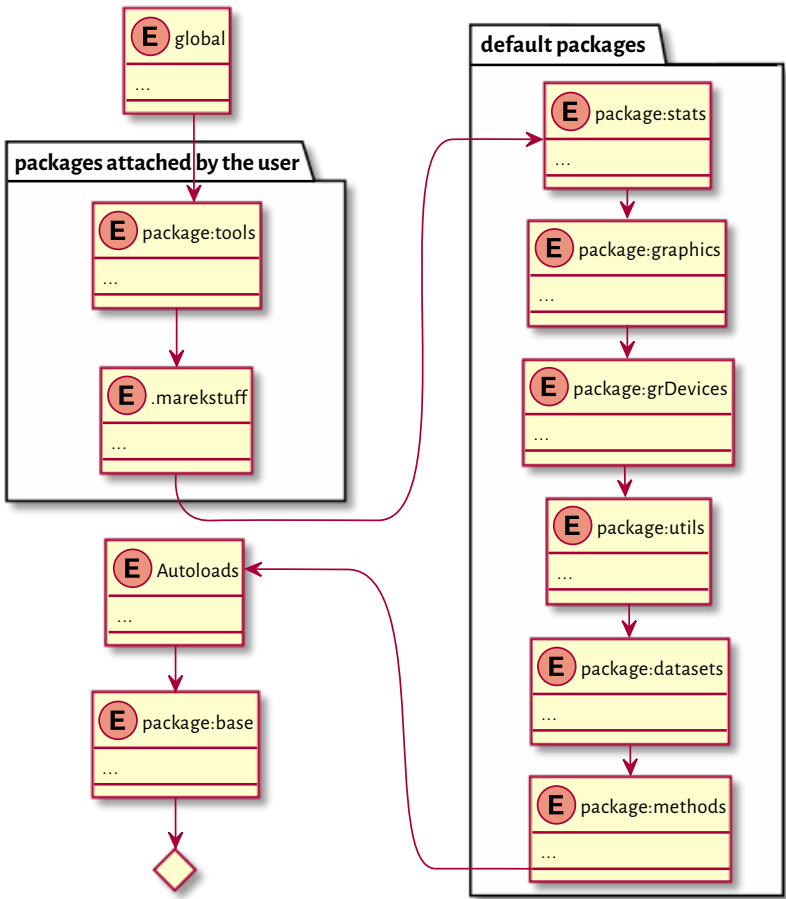 E global
...
packages attached by the user
E package:tools
...
E .marekstuff
...
default packages
E package:stats
...
E package:graphics
...
E package:grDevices
...
E package:utils
...
E package:datasets
...
E package:methods
...
E Autoloads
...
E package:base
...